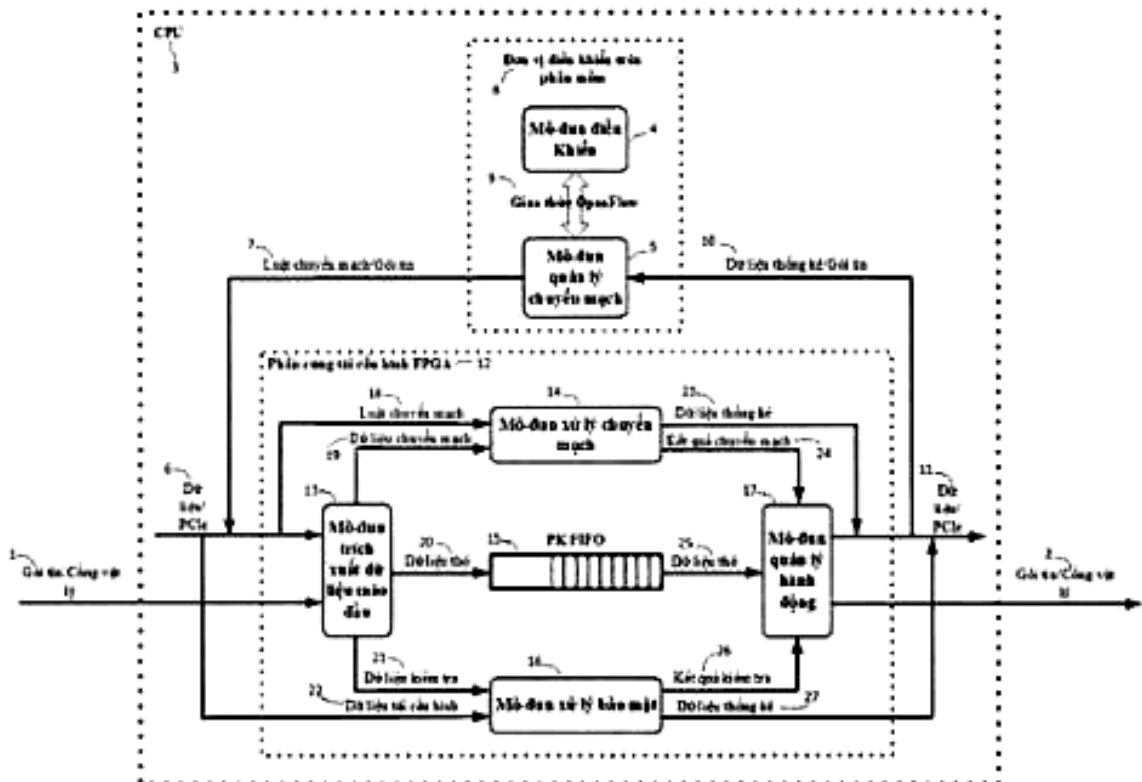 CPU
3
Đơn vị điều khiển trên
phần mềm
8
Mô-đun điều
Khiển
4
9
Giao thức OpenFlow
7
Luật chuyển mạch/Gói tin
Mô-đun
quản lý
chuyển mạch
5
10
Dữ liệu thống kê/Gói tin
Phần cứng tái cấu hình FPGA
12
18
Luật chuyển mạch
Dữ liệu chuyển mạch
19
14
Mô-đun xử lý chuyển
mạch
23
Dữ liệu thống kê
Kết quả chuyển mạch
24
6
Dữ
liệu/
PCIe
13
Mô-đun
trích
xuất dữ
liệu mào
đầu
20
Dữ liệu thô
15
PK FIFO
25
Dữ liệu thô
17
Mô-đun
quản lý
hành
động
11
Dữ
liệu/
PCIe
1
Gói tin/Cổng vật
lý
2
Gói tin/Cổng vật
lý
21
Dữ liệu kiểm tra
22
Dữ liệu tái cấu hình
16
Mô-đun xử lý bảo mật
26
Kết quả kiểm tra
Dữ liệu thống kê
27